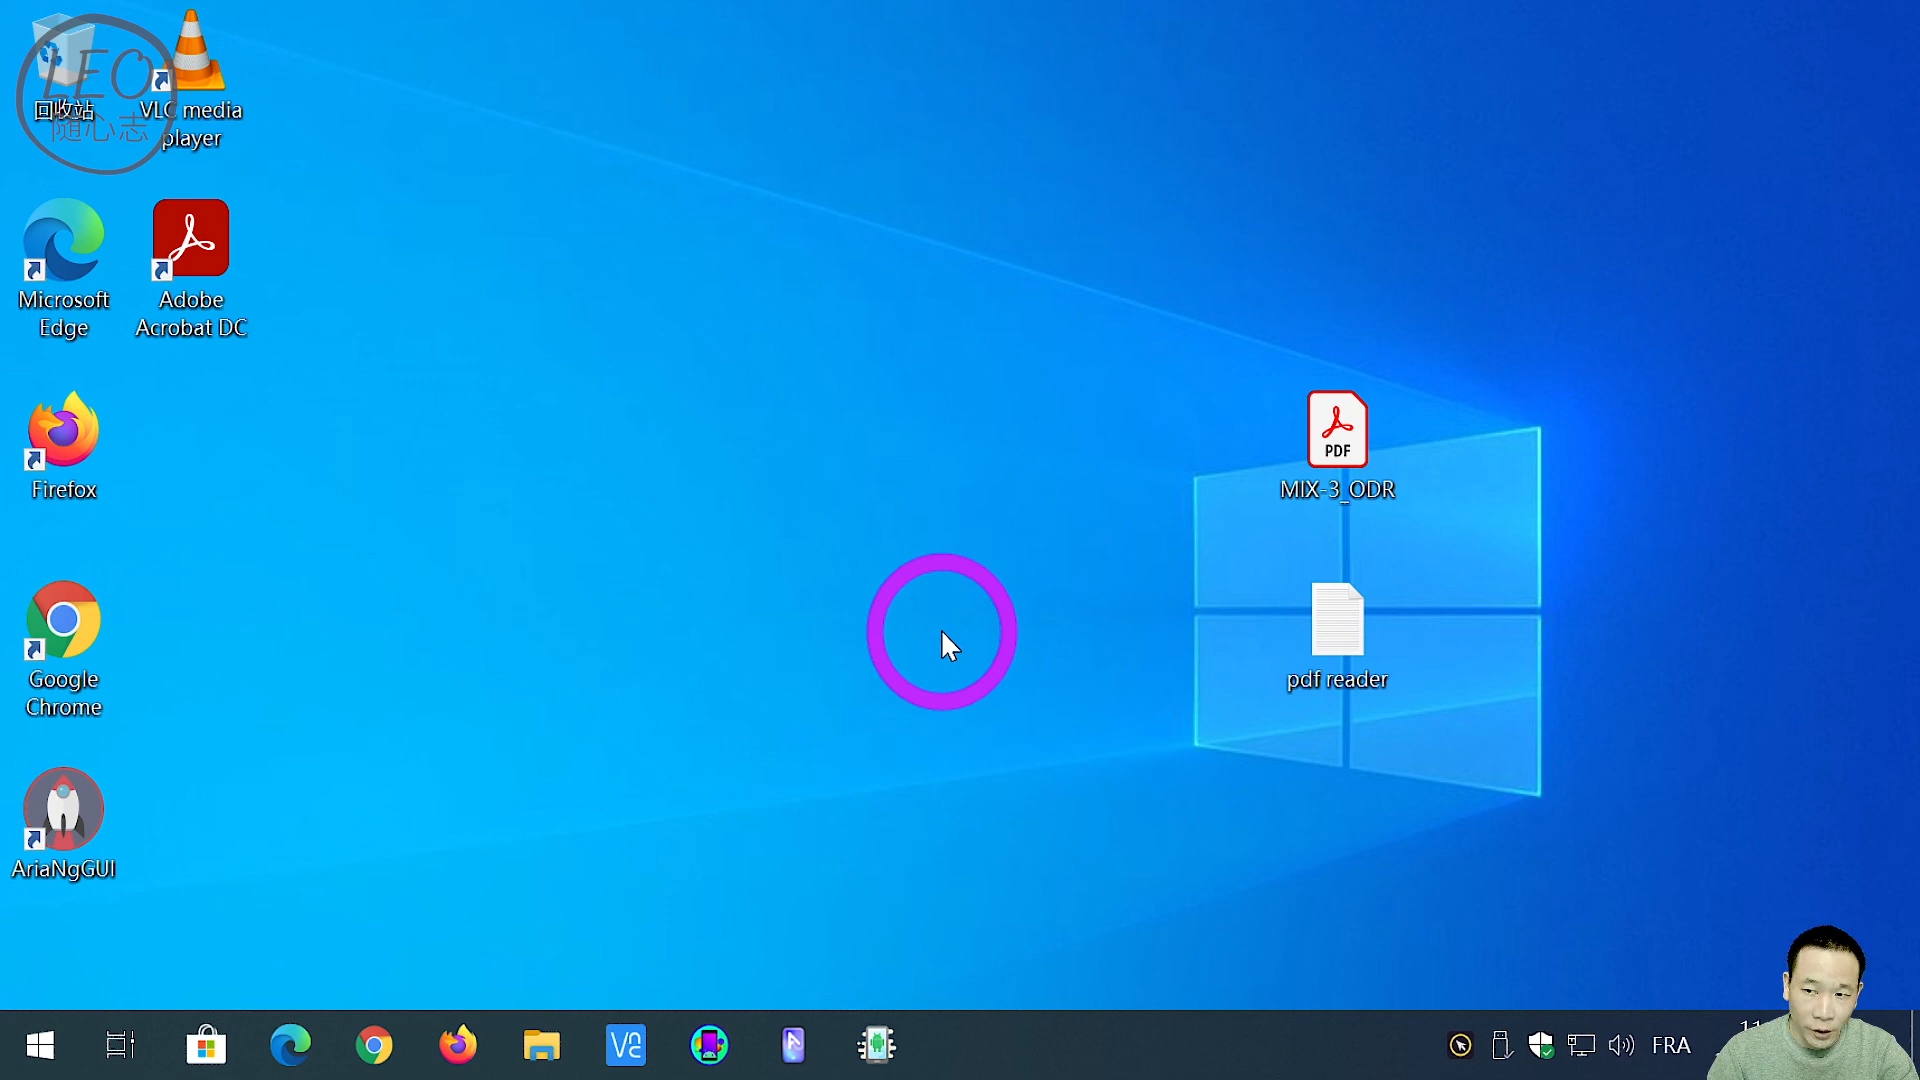 LEO
随心志
回收站
VLC media
player
Microsoft
Edge
Adobe
Acrobat DC
Firefox
PDF
MIX-3_ODR
Google
Chrome
pdf reader
AriaNgGUI
FRA